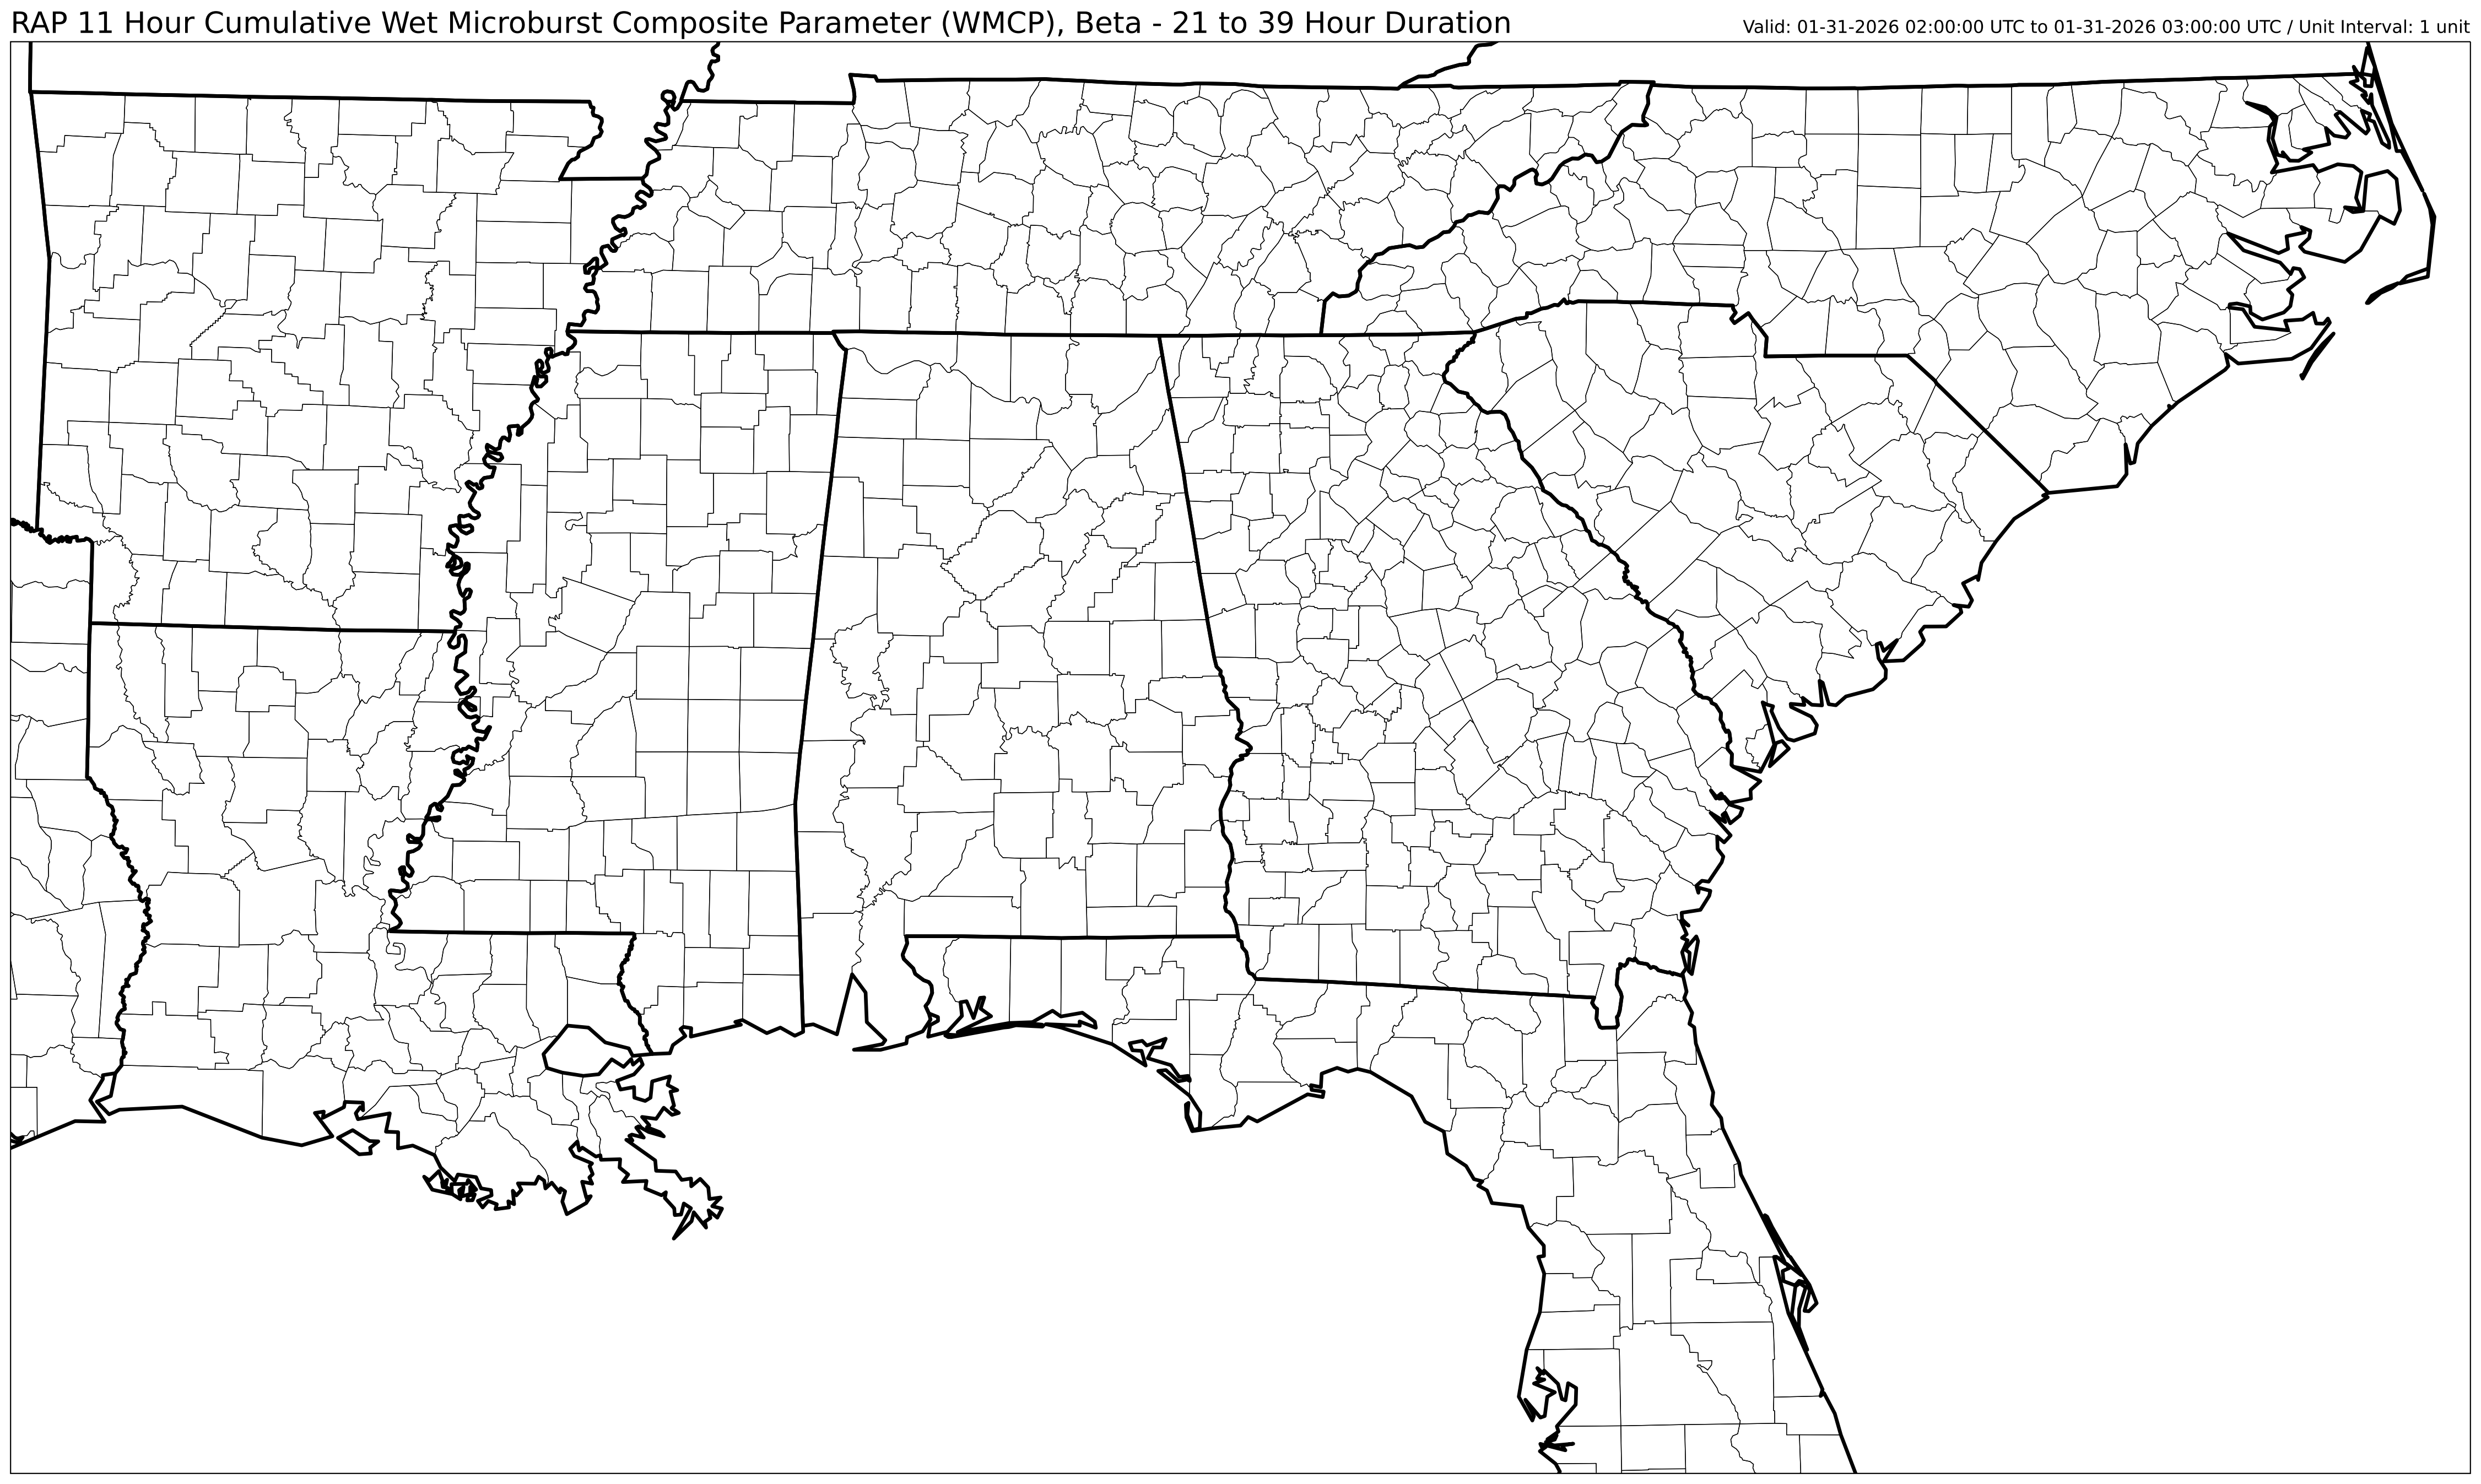 RAP 11 Hour Cumulative Wet Microburst Composite Parameter (WMCP), Beta - 21 to 39 Hour Duration
Valid: 01-31-2026 02:00:00 UTC to 01-31-2026 03:00:00 UTC / Unit Interval: 1 unit